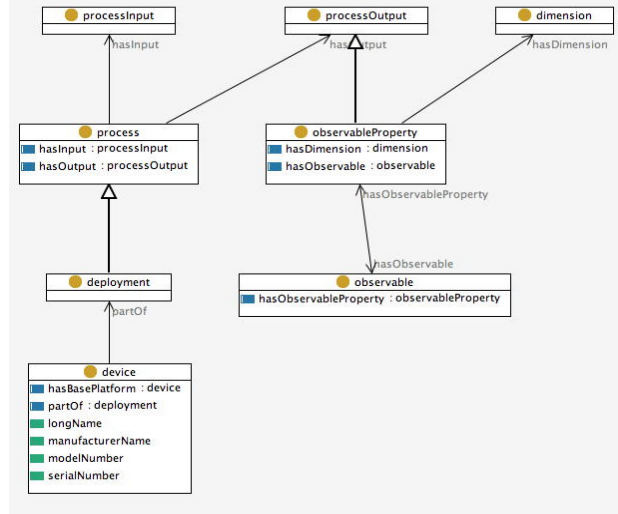 processInput
processOutput
dimension
hasInput
hasOutput
hasDimension
process
hasInput : processInput
hasOutput : processOutput
observableProperty
hasDimension : dimension
hasObservable : observable
hasObservableProperty
hasObservable
deployment
observable
hasObservableProperty : observableProperty
partOf
device
hasBasePlatform : device
partOf : deployment
longName
manufacturerName
modelNumber
serialNumber